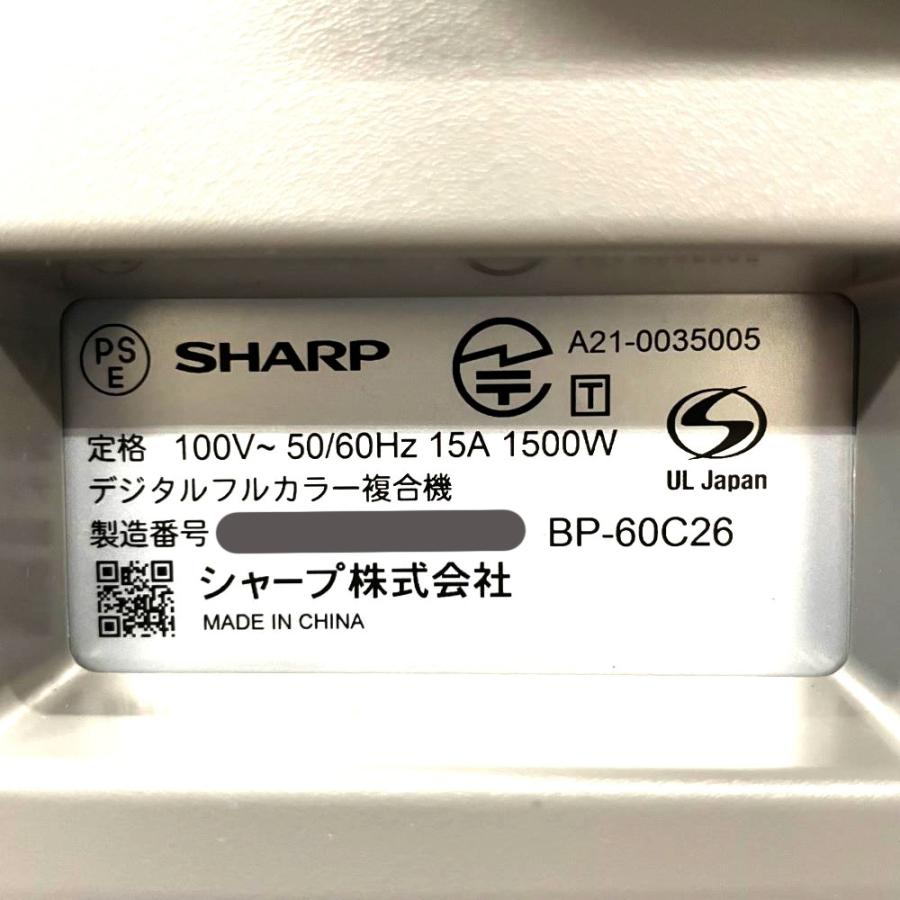 PS
E
SHARP
A21-0035005
T
定格 100V~ 50/60Hz 15A 1500W
UL Japan
デジタルフルカラー複合機
製造番号 BP-60C26
シャープ株式会社
MADE IN CHINA